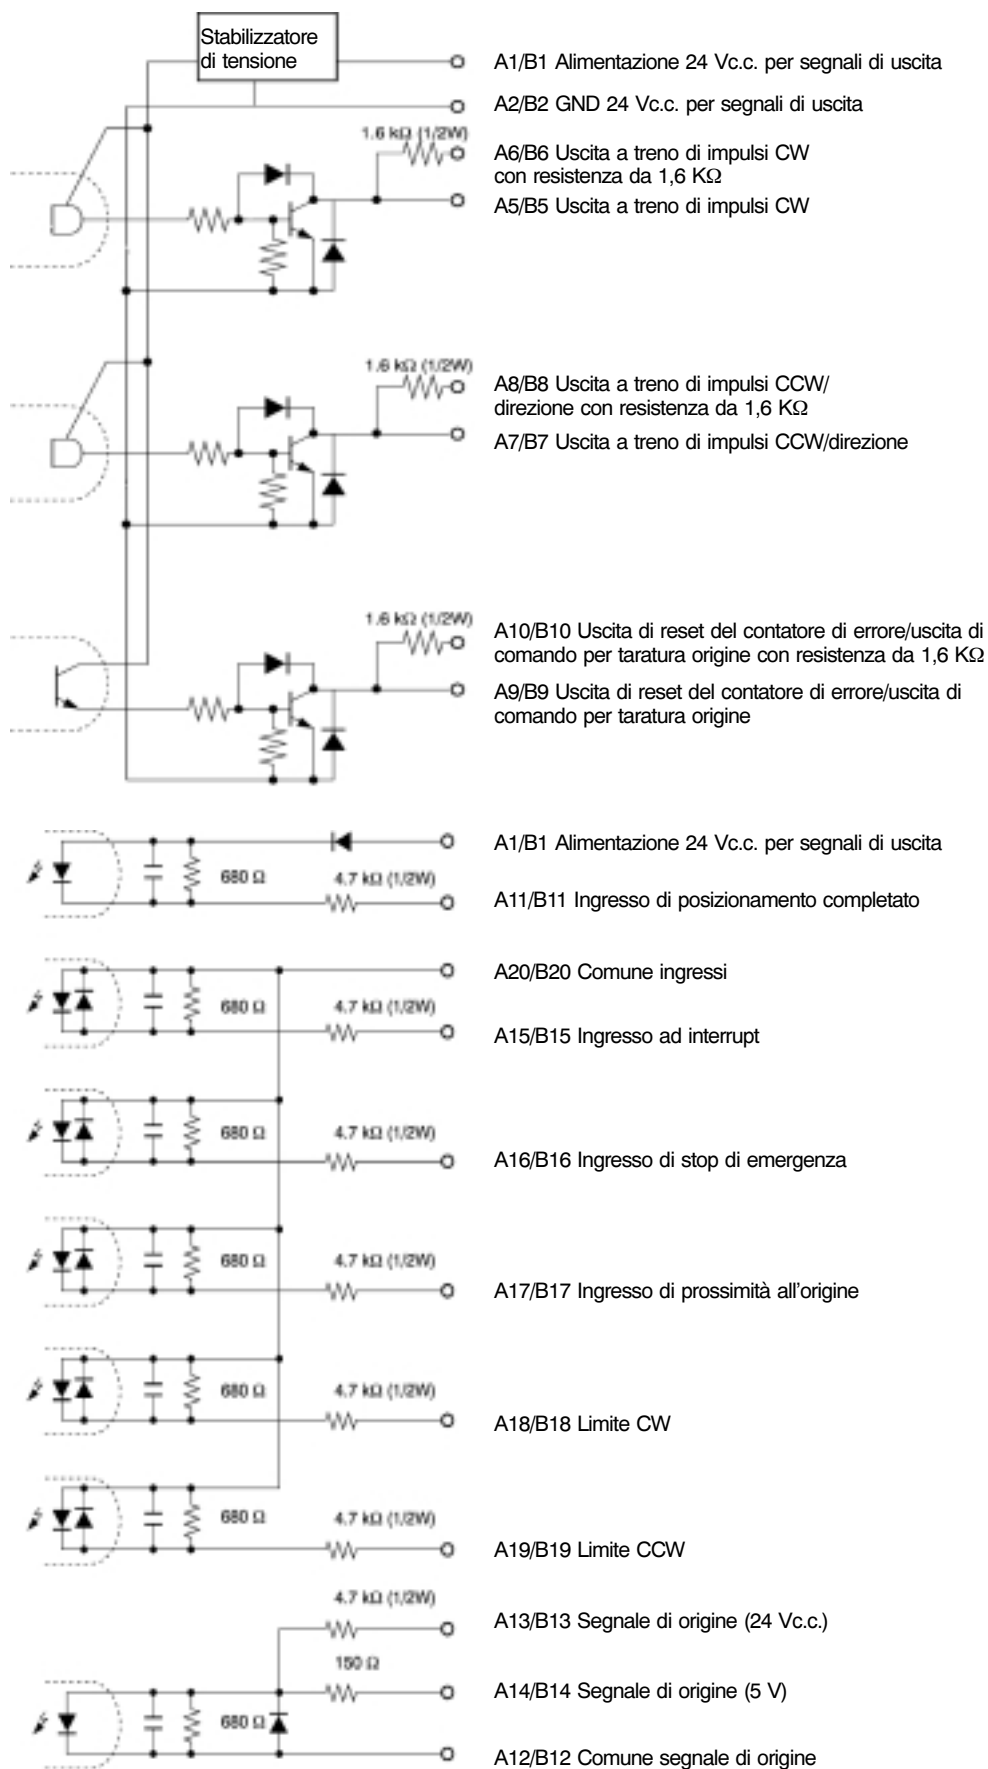 Stabilizzatore
di tensione
A1/B1 Alimentazione 24 Vc.c. per segnali di uscita
A2/B2 GND 24 Vc.c. per segnali di uscita
1.6 kΩ (1/2W)
A6/B6 Uscita a treno di impulsi CW
con resistenza da 1,6 KΩ
A5/B5 Uscita a treno di impulsi CW
1.6 kΩ (1/2W)
A8/B8 Uscita a treno di impulsi CCW/
direzione con resistenza da 1,6 KΩ
A7/B7 Uscita a treno di impulsi CCW/direzione
1.6 kΩ (1/2W)
A10/B10 Uscita di reset del contatore di errore/uscita di
comando per taratura origine con resistenza da 1,6 KΩ
A9/B9 Uscita di reset del contatore di errore/uscita di
comando per taratura origine
A1/B1 Alimentazione 24 Vc.c. per segnali di uscita
680 Ω 4.7 kΩ (1/2W)
A11/B11 Ingresso di posizionamento completato
A20/B20 Comune ingressi
680 Ω 4.7 kΩ (1/2W)
A15/B15 Ingresso ad interrupt
680 Ω 4.7 kΩ (1/2W)
A16/B16 Ingresso di stop di emergenza
680 Ω 4.7 kΩ (1/2W)
A17/B17 Ingresso di prossimità all'origine
680 Ω 4.7 kΩ (1/2W)
A18/B18 Limite CW
680 Ω 4.7 kΩ (1/2W)
A19/B19 Limite CCW
4.7 kΩ (1/2W)
A13/B13 Segnale di origine (24 Vc.c.)
150 Ω
A14/B14 Segnale di origine (5 V)
680 Ω
A12/B12 Comune segnale di origine